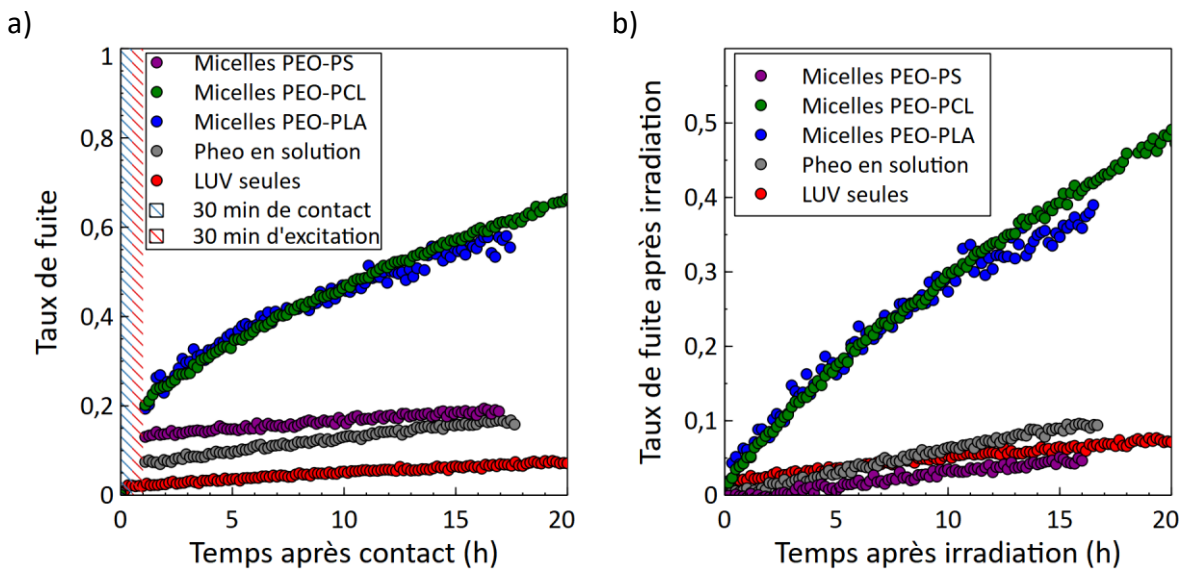 a)
Taux de fuite
1
0,8
0,6
0,4
0,2
0
Micelles PEO-PS
Micelles PEO-PCL
Micelles PEO-PLA
Pheo en solution
LUV seules
30 min de contact
30 min d'excitation
0 5 10 15 20
Temps après contact (h)
b)
Taux de fuite après irradiation
0,5
0,4
0,3
0,2
0,1
0
Micelles PEO-PS
Micelles PEO-PCL
Micelles PEO-PLA
Pheo en solution
LUV seules
0 5 10 15 20
Temps après irradiation (h)